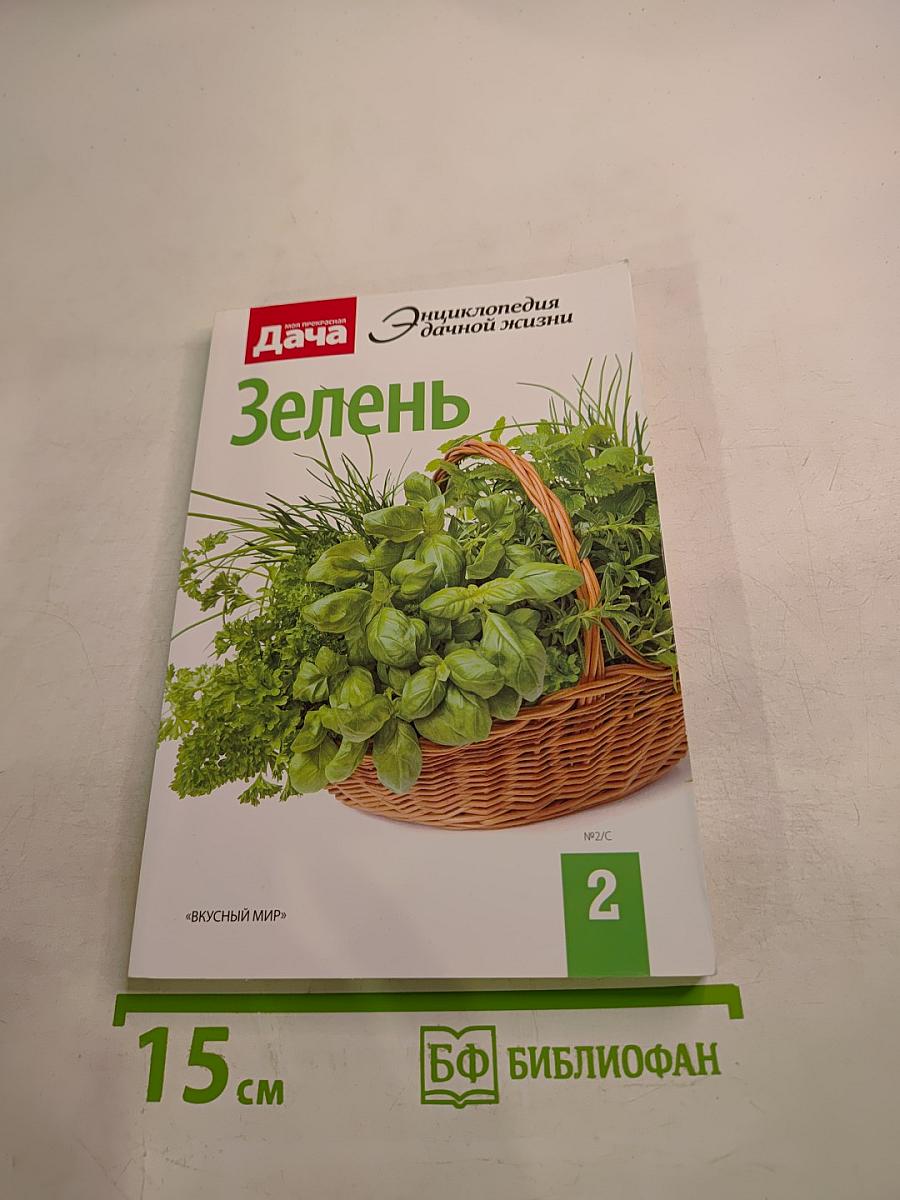 моя прекрасная
Дача
Энциклопедия
дачной жизни
Зелень
№2/С
2
«ВКУСНЫЙ МИР»
15 см
БФ БИБЛИОФАН